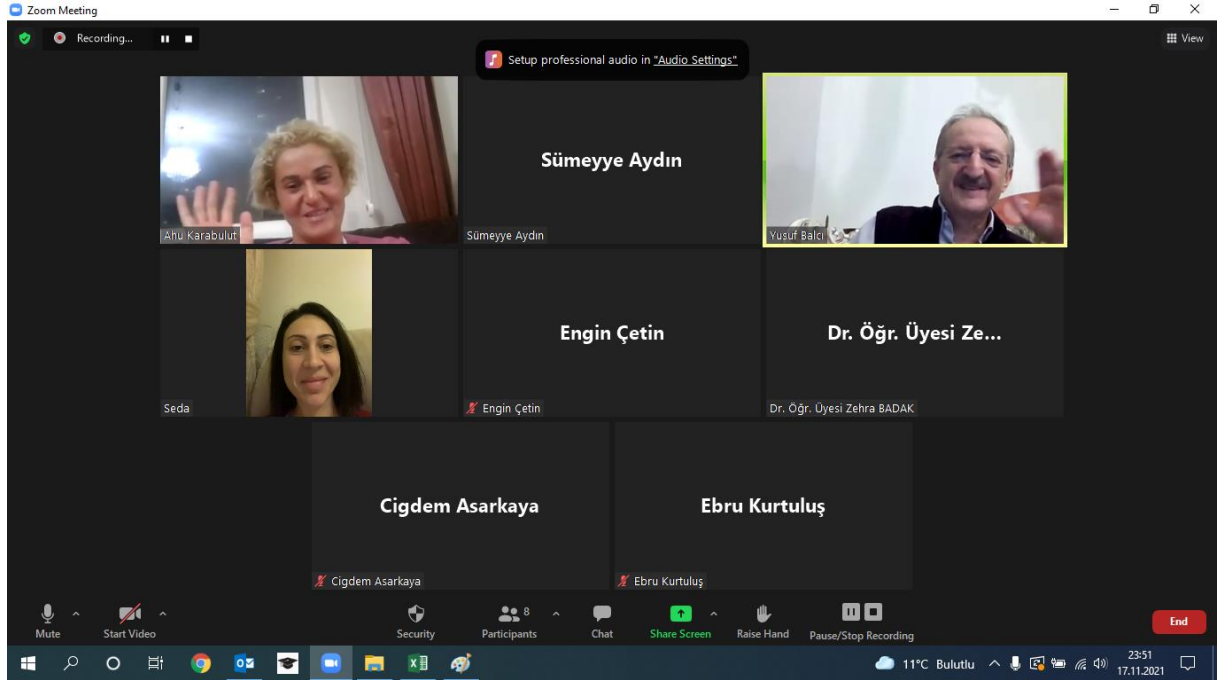 Zoom Meeting
Recording...
View
Setup professional audio in "Audio Settings"
Ahu Karabulut
Sümeyye Aydın
Sümeyye Aydın
Yusuf Balcı
Seda
Engin Çetin
Engin Çetin
Dr. Öğr. Üyesi Ze...
Dr. Öğr. Üyesi Zehra BADAK
Cigdem Asarkaya
Cigdem Asarkaya
Ebru Kurtuluş
Ebru Kurtuluş
Mute
Start Video
Security
8
Participants
Chat
Share Screen
Raise Hand
Pause/Stop Recording
End
11°C Bulutlu
23:51
17.11.2021